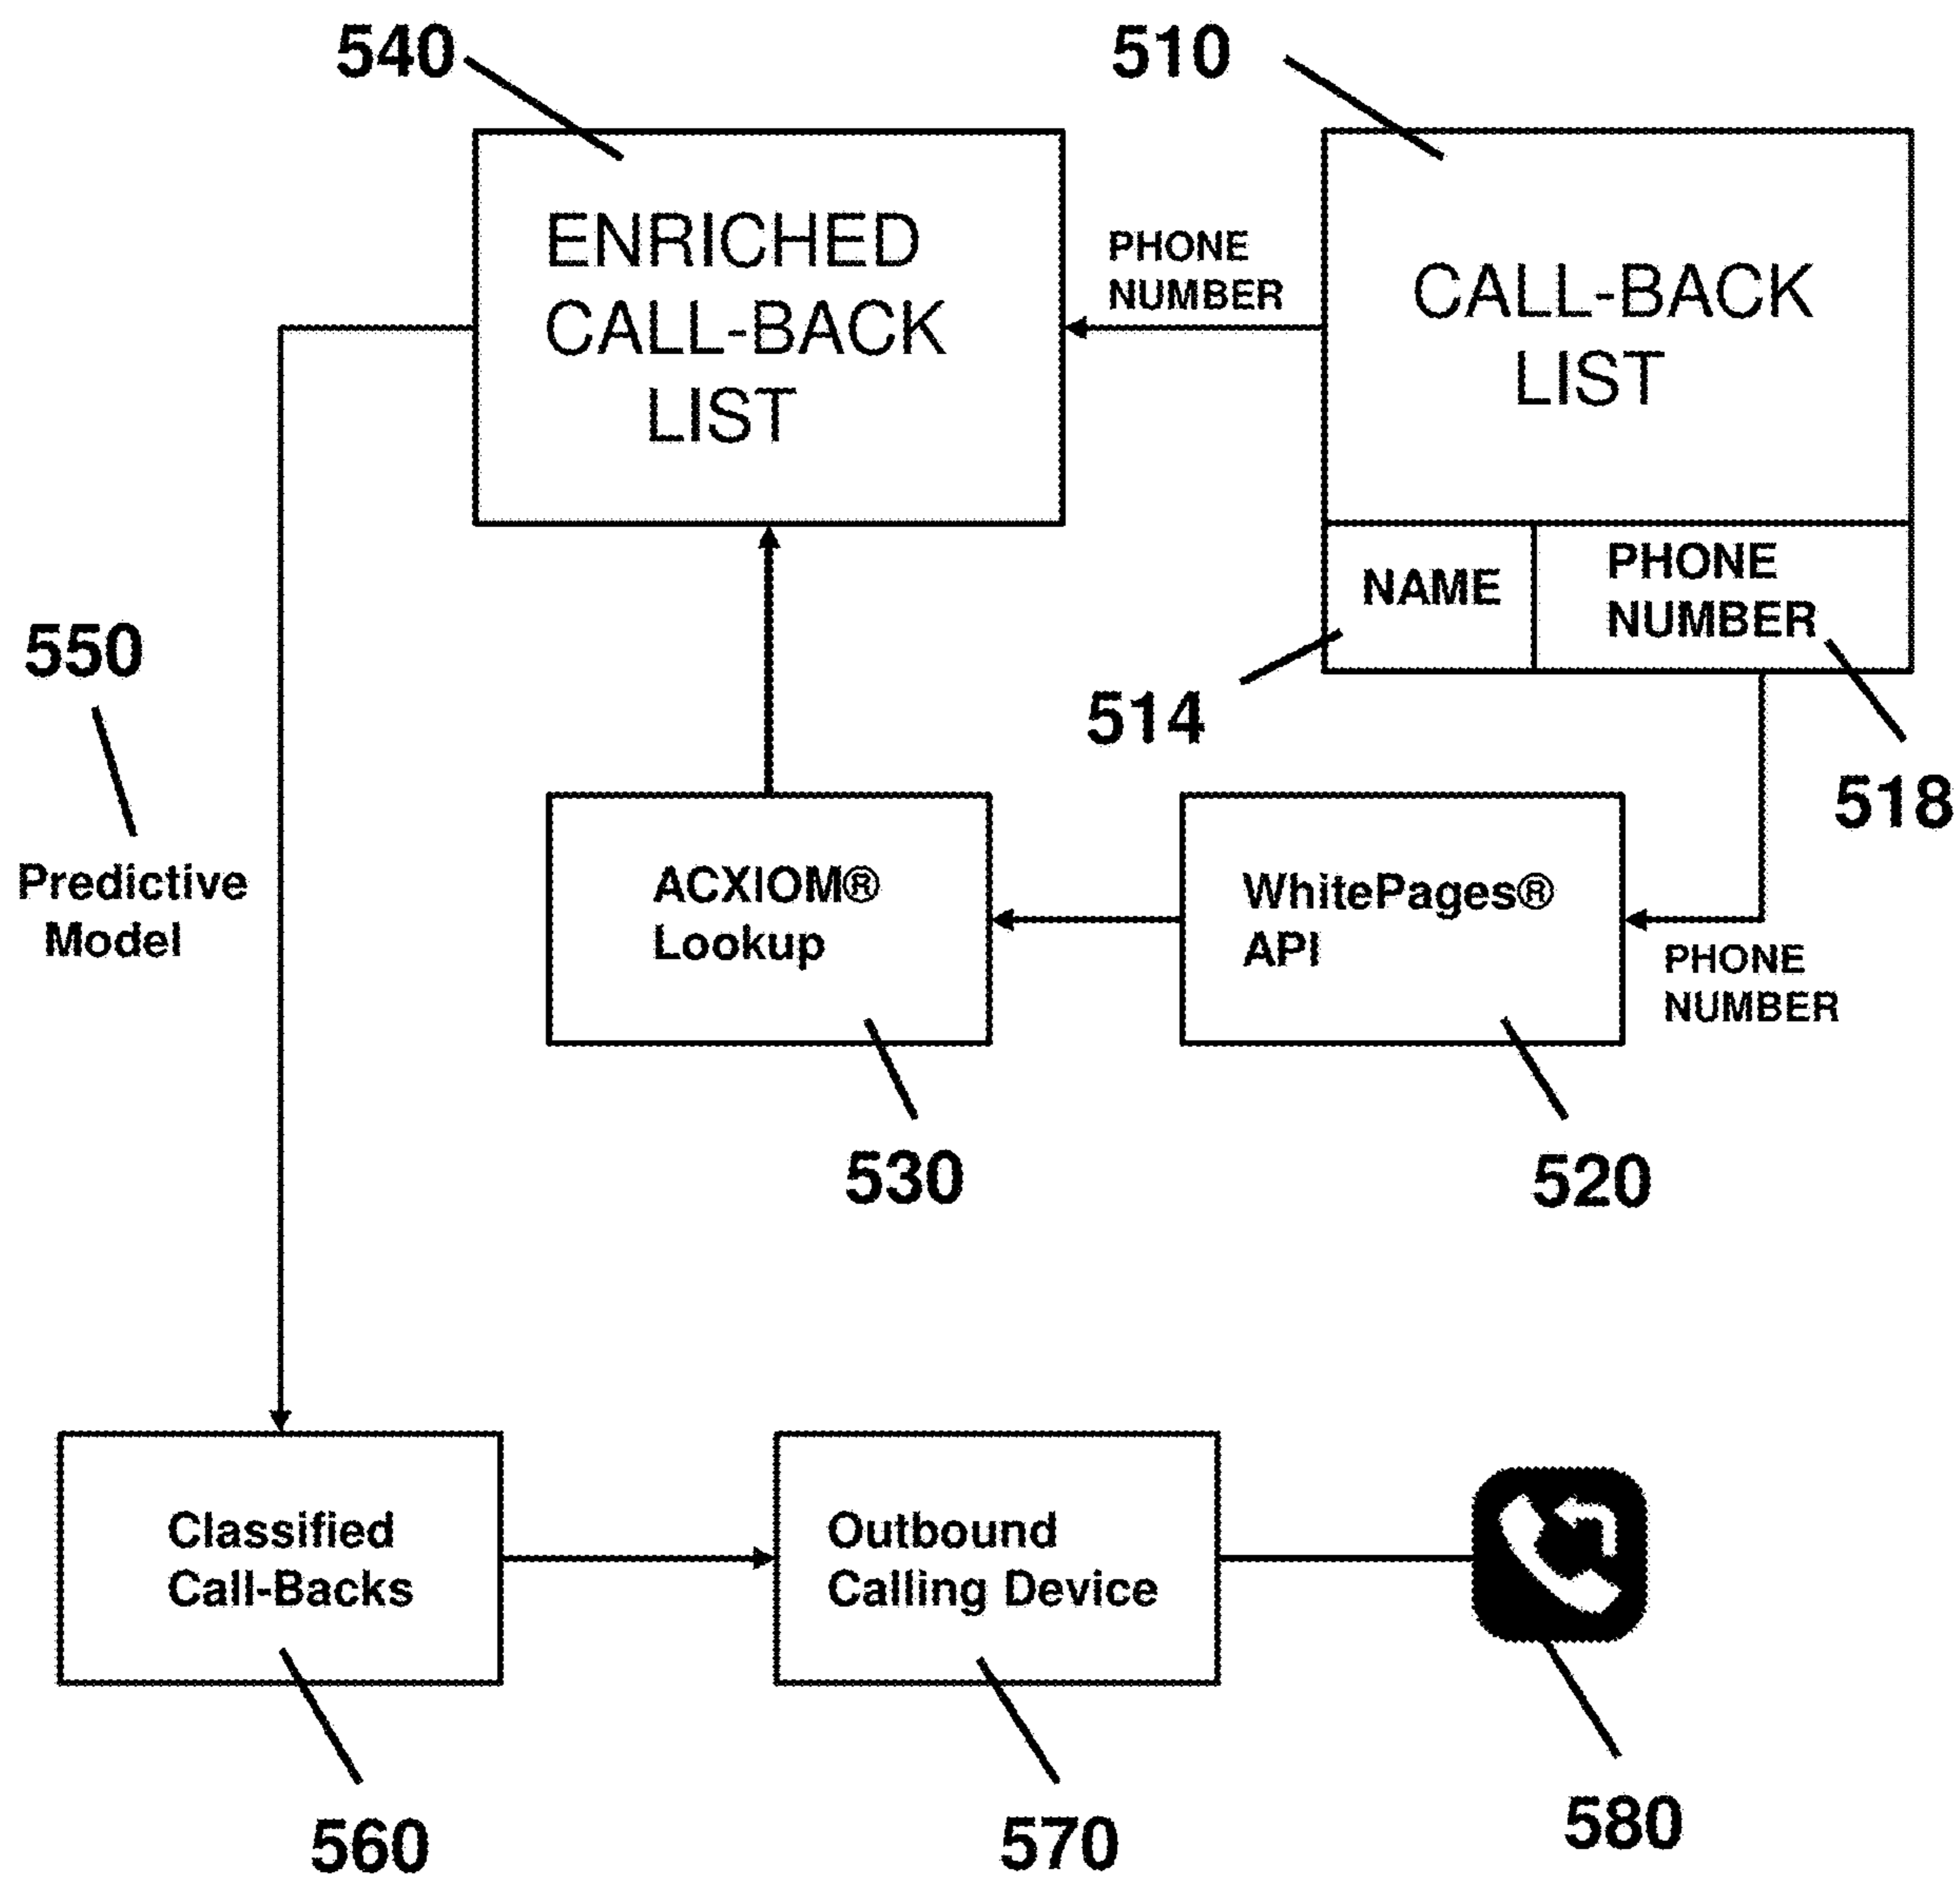 540
510
ENRICHED
CALL-BACK
LIST
PHONE
NUMBER
CALL-BACK
LIST
NAME
PHONE
NUMBER
550
514
518
Predictive
Model
ACXIOM®
Lookup
WhitePages®
API
PHONE
NUMBER
530
520
Classified
Call-Backs
Outbound
Calling Device
560
570
580